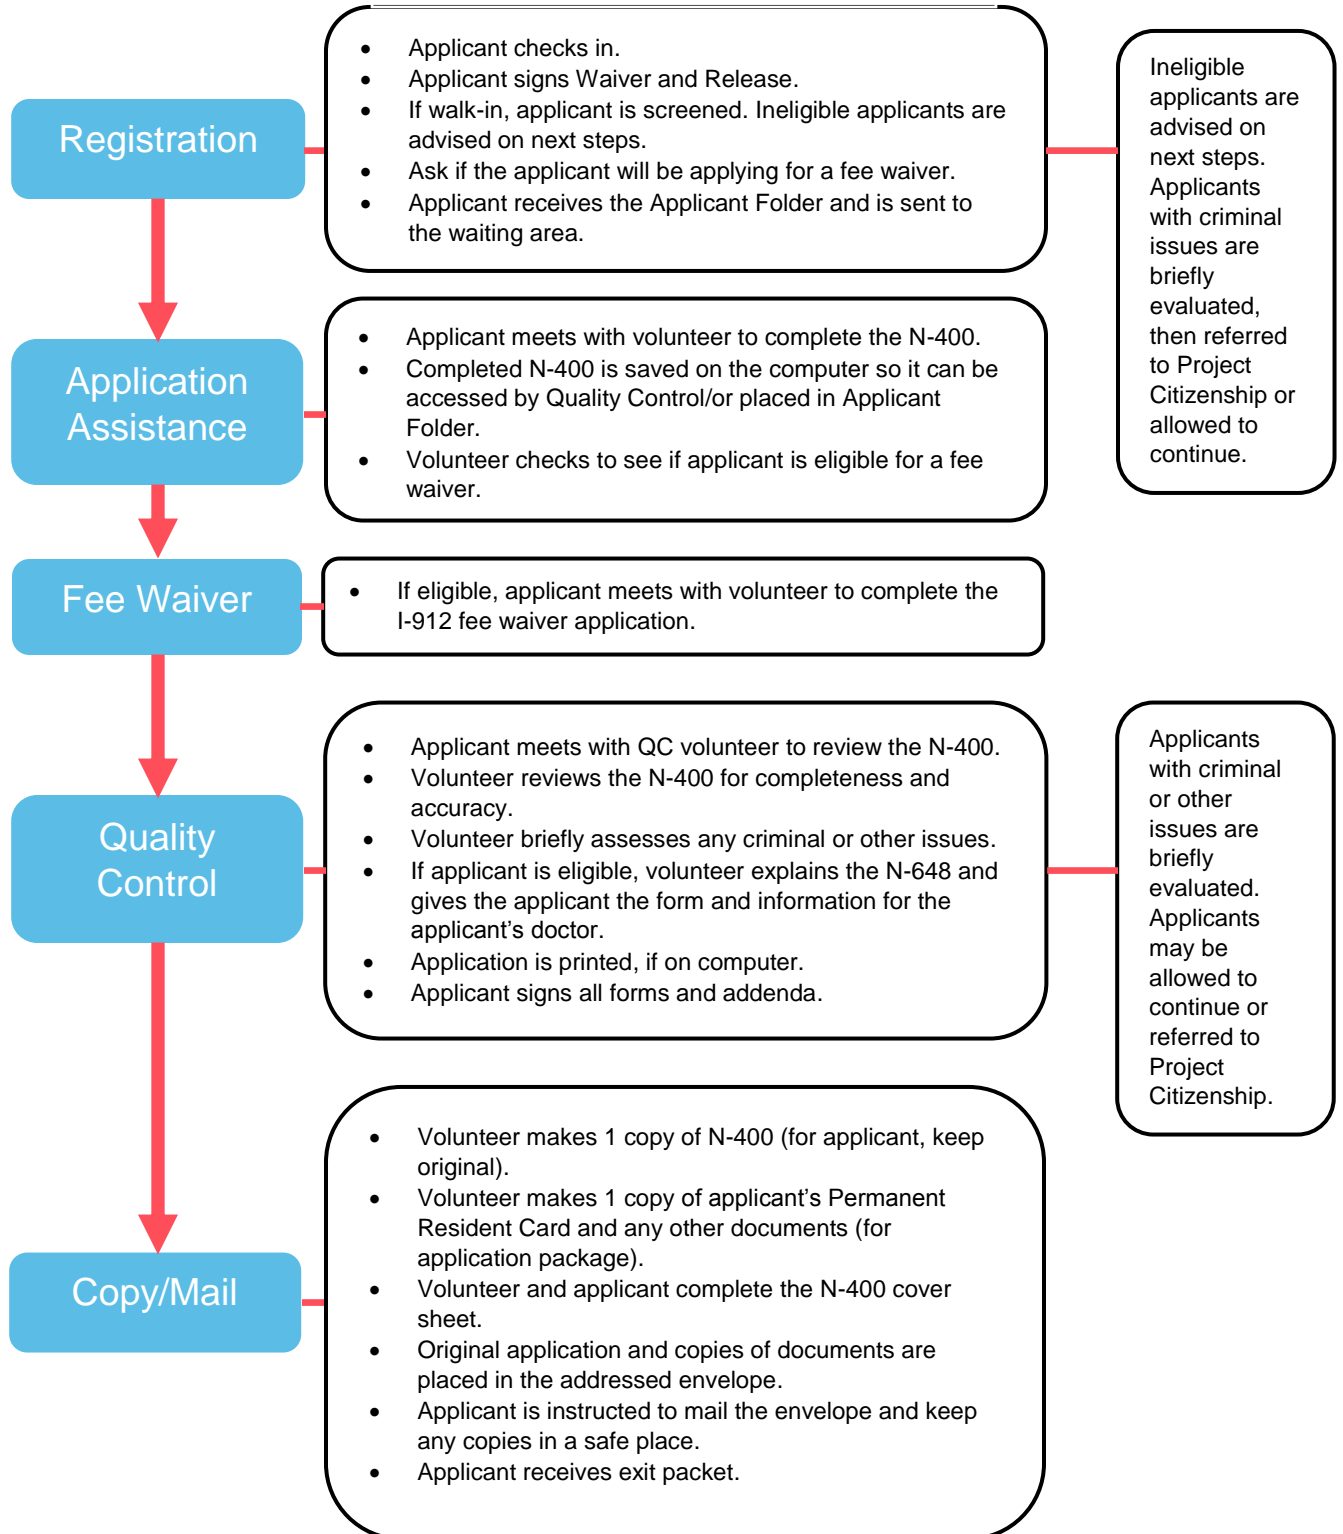 Registration
• Applicant checks in.
• Applicant signs Waiver and Release.
• If walk-in, applicant is screened. Ineligible applicants are
advised on next steps.
• Ask if the applicant will be applying for a fee waiver.
• Applicant receives the Applicant Folder and is sent to
the waiting area.
Ineligible
applicants are
advised on
next steps.
Applicants
with criminal
issues are
briefly
evaluated,
then referred
to Project
Citizenship or
allowed to
continue.
Application
Assistance
• Applicant meets with volunteer to complete the N-400.
• Completed N-400 is saved on the computer so it can be
accessed by Quality Control/or placed in Applicant
Folder.
• Volunteer checks to see if applicant is eligible for a fee
waiver.
Fee Waiver
• If eligible, applicant meets with volunteer to complete the
I-912 fee waiver application.
Quality
Control
• Applicant meets with QC volunteer to review the N-400.
• Volunteer reviews the N-400 for completeness and
accuracy.
• Volunteer briefly assesses any criminal or other issues.
• If applicant is eligible, volunteer explains the N-648 and
gives the applicant the form and information for the
applicant’s doctor.
• Application is printed, if on computer.
• Applicant signs all forms and addenda.
Applicants
with criminal
or other
issues are
briefly
evaluated.
Applicants
may be
allowed to
continue or
referred to
Project
Citizenship.
Copy/Mail
• Volunteer makes 1 copy of N-400 (for applicant, keep
original).
• Volunteer makes 1 copy of applicant’s Permanent
Resident Card and any other documents (for
application package).
• Volunteer and applicant complete the N-400 cover
sheet.
• Original application and copies of documents are
placed in the addressed envelope.
• Applicant is instructed to mail the envelope and keep
any copies in a safe place.
• Applicant receives exit packet.